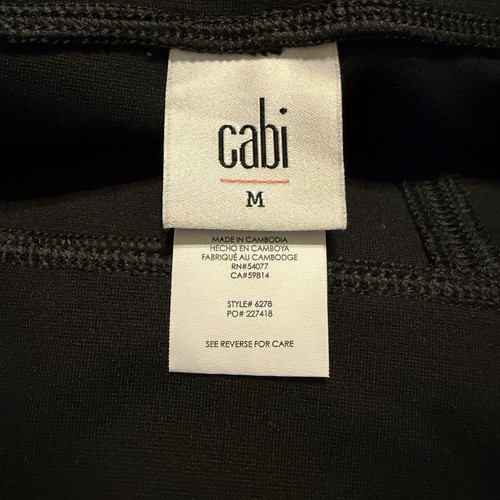 cabi
M
MADE IN CAMBODIA
HECHO EN CAMBOYA
FABRIQUÉ AU CAMBODGE
RN#54077
CA#59814
STYLE# 6278
PO# 227418
SEE REVERSE FOR CARE